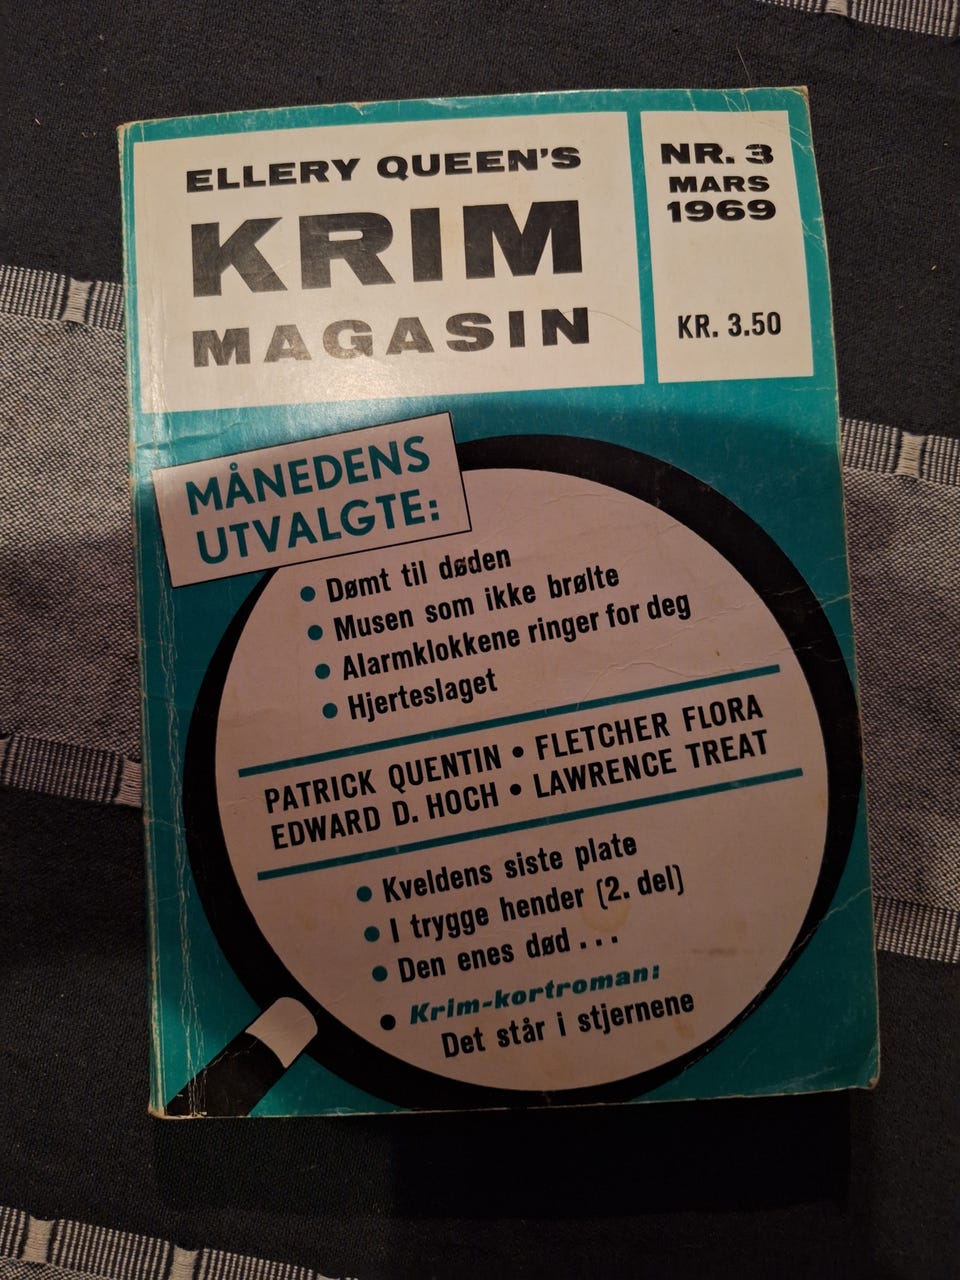 ELLERY QUEEN'S
KRIM
MAGASIN
NR. 3
MARS
1969
KR. 3.50
MÅNEDENS
UTVALGTE:
• Dømt til døden
• Musen som ikke brølte
• Alarmklokkene ringer for deg
• Hjerteslaget
PATRICK QUENTIN • FLETCHER FLORA
EDWARD D. HOCH • LAWRENCE TREAT
• Kveldens siste plate
• I trygge hender (2. del)
• Den enes død . . .
• Krim-kortroman:
Det står i stjernene